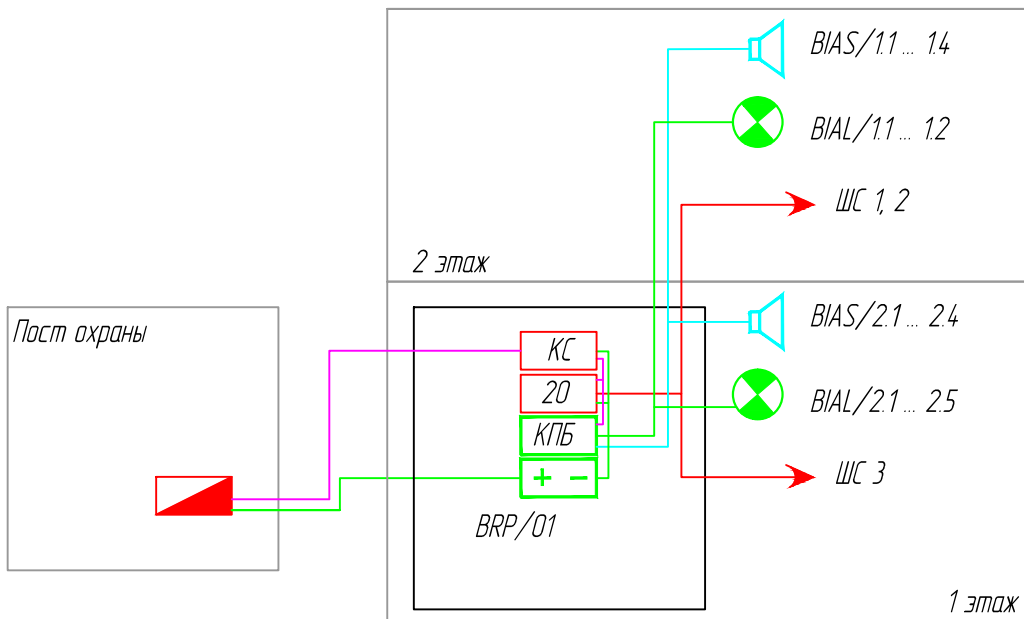 BIAS/1.1 ... 1.4
BIAL/1.1 ... 1.2
ШС 1, 2
2 этаж
Пост охраны
КС
20
КПБ
+ −
BRP/01
BIAS/2.1 ... 2.4
BIAL/2.1 ... 2.5
ШС 3
1 этаж